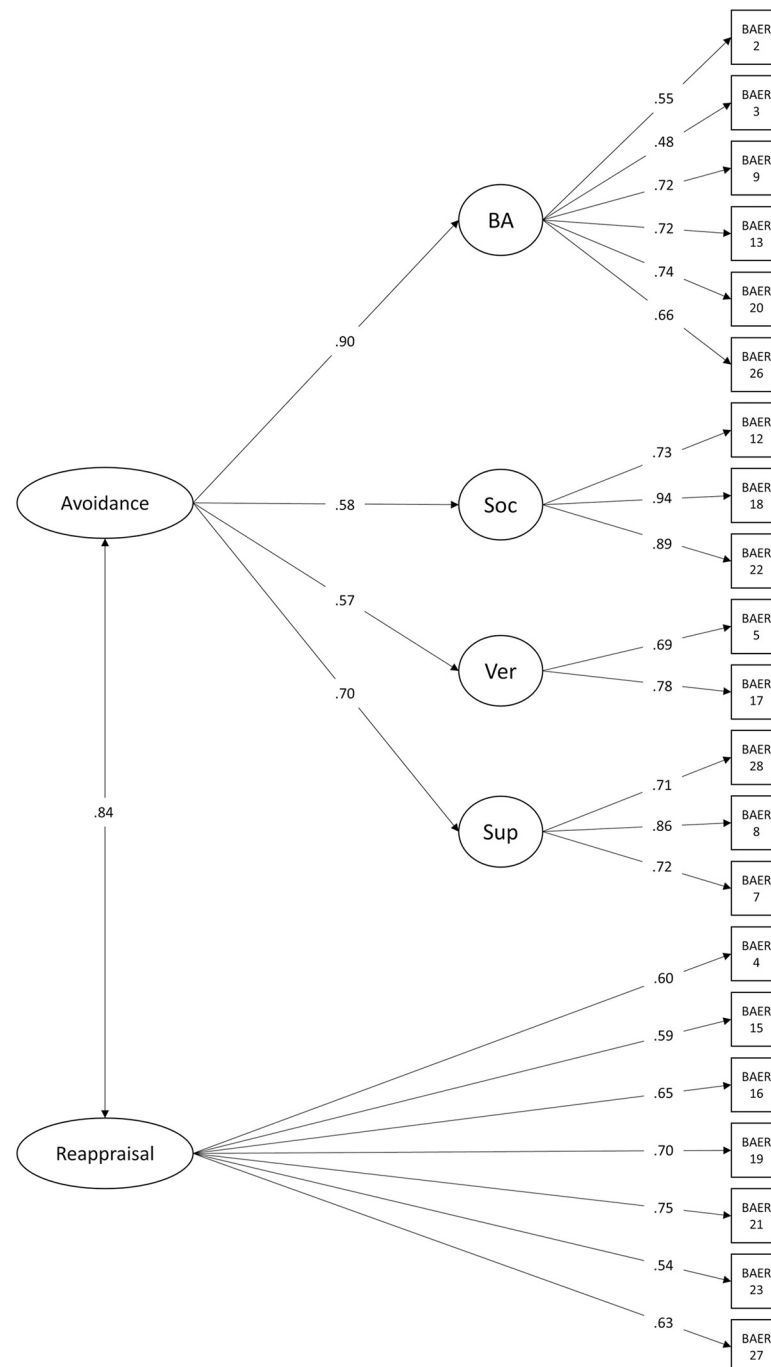 BAER
2
.55
BAER
3
.48
BAER
9
.72
BA
BAER
13
.72
BAER
20
.74
BAER
26
.66
.90
BAER
12
.73
Avoidance
.58
Soc
BAER
18
.94
BAER
22
.89
.57
BAER
5
.69
Ver
BAER
17
.78
.70
BAER
28
.71
Sup
BAER
8
.86
BAER
7
.72
.84
BAER
4
.60
BAER
15
.59
BAER
16
.65
Reappraisal
BAER
19
.70
BAER
21
.75
BAER
23
.54
BAER
27
.63